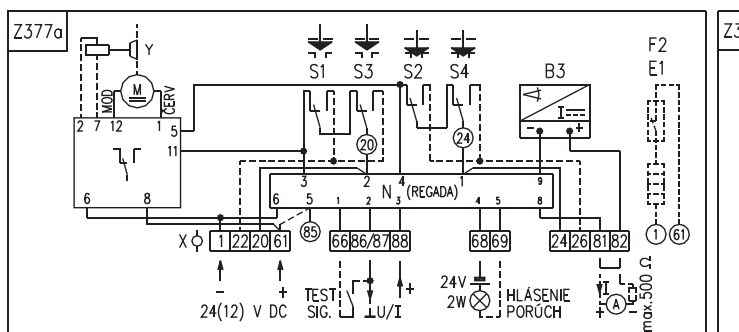 Z377a
Z3
Y
M
MOD
ČERV
S1 S3 S2 S4
B3
F2
E1
I
- +
2 7 12 1
5
11
6 8
20
24
3 2 4 1 9
N (REGADA)
6 5 1 2 3 4 5 8
85
X
1 22 20 61
66 86/87 88
68 69
24 26 81 82
1 61
- +
24(12) V DC
TEST
SIG.
⊥U/I
+
24V
2W
HLÁSENIE
PORÚCH
I
A
max.500 Ω